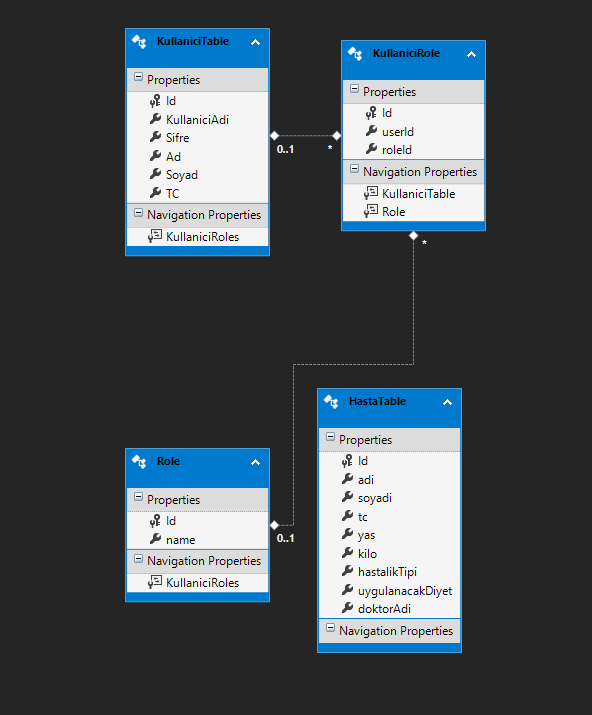 KullaniciTable
Properties
Id
KullaniciAdi
Sifre
Ad
Soyad
TC
Navigation Properties
KullaniciRoles
0..1
*
KullaniciRole
Properties
Id
userId
roleId
Navigation Properties
KullaniciTable
Role
*
Role
Properties
Id
name
Navigation Properties
KullaniciRoles
0..1
HastaTable
Properties
Id
adi
soyadi
tc
yas
kilo
hastalikTipi
uygulanacakDiyet
doktorAdi
Navigation Properties